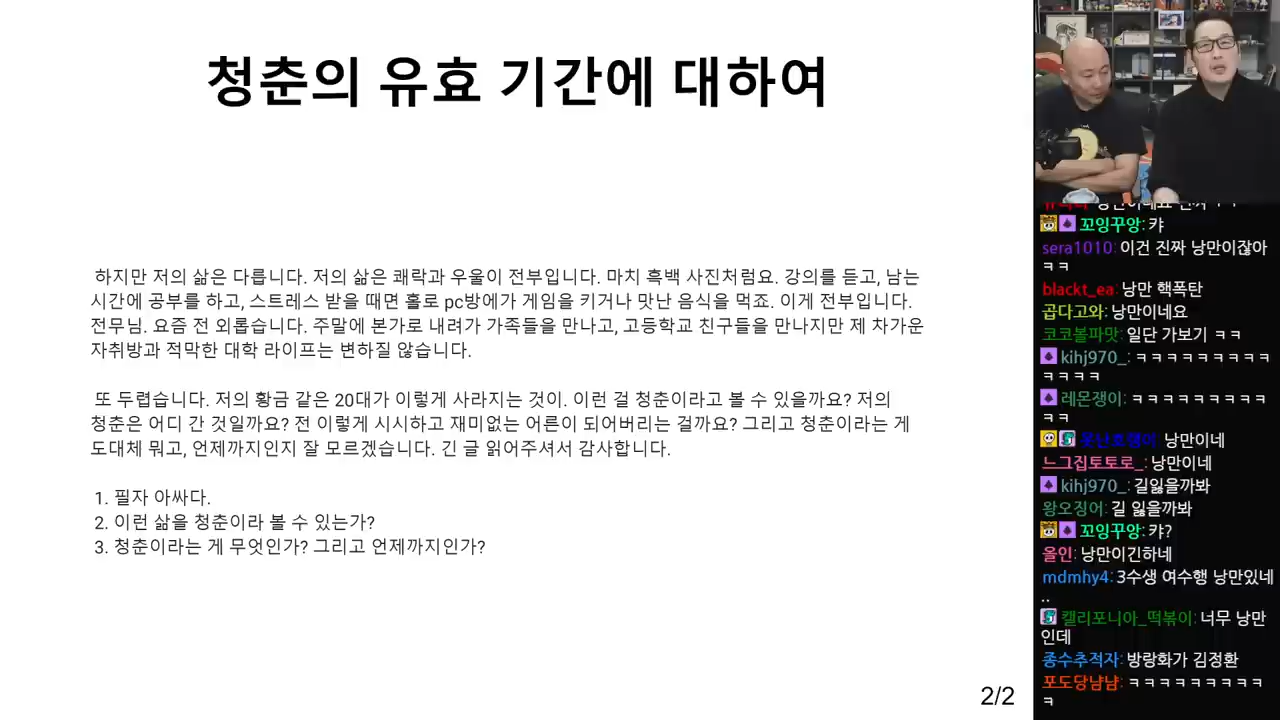 청춘의 유효 기간에 대하여
하지만 저의 삶은 다릅니다. 저의 삶은 쾌락과 우울이 전부입니다. 마치 흑백 사진처럼요. 강의를 듣고, 남는
시간에 공부를 하고, 스트레스 받을 때면 홀로 pc방에가 게임을 키거나 맛난 음식을 먹죠. 이게 전부입니다.
전무님. 요즘 전 외롭습니다. 주말에 본가로 내려가 가족들을 만나고, 고등학교 친구들을 만나지만 제 차가운
자취방과 적막한 대학 라이프는 변하질 않습니다.
또 두렵습니다. 저의 황금 같은 20대가 이렇게 사라지는 것이. 이런 걸 청춘이라고 볼 수 있을까요? 저의
청춘은 어디 간 것일까요? 전 이렇게 시시하고 재미없는 어른이 되어버리는 걸까요? 그리고 청춘이라는 게
도대체 뭐고, 언제까지인지 잘 모르겠습니다. 긴 글 읽어주셔서 감사합니다.
1. 필자 아싸다.
2. 이런 삶을 청춘이라 볼 수 있는가?
3. 청춘이라는 게 무엇인가? 그리고 언제까지인가?
2/2
꼬잉꾸앙: 캬
sera1010: 이건 진짜 낭만이잖아
ㅋㅋ
blackt_ea: 낭만 핵폭탄
곱다고와: 낭만이네요
코코볼파맛: 일단 가보기 ㅋㅋ
kihj970_: ㅋㅋㅋㅋㅋㅋㅋㅋㅋ
ㅋㅋㅋㅋ
레몬쟁이: ㅋㅋㅋㅋㅋㅋㅋㅋㅋ
ㅋㅋ
못난호랭이: 낭만이네
느그집토토로_: 낭만이네
kihj970_: 길잃을까봐
왕오징어: 길 잃을까봐
꼬잉꾸앙: 캬?
올인: 낭만이긴하네
mdmhy4: 3수생 여수행 낭만있네
..
캘리포니아_떡볶이: 너무 낭만
인데
종수추적자: 방랑화가 김정환
포도당냠냠: ㅋㅋㅋㅋㅋㅋㅋㅋㅋ
ㅋ